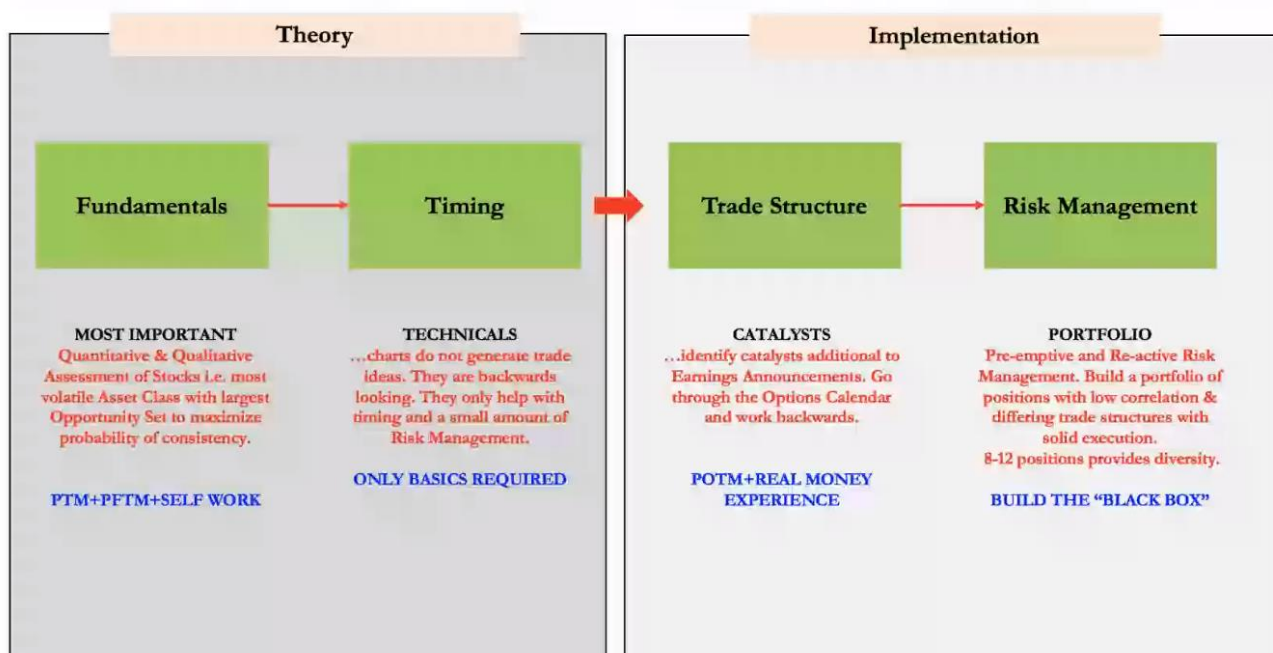 Theory
Implementation
Fundamentals
Timing
Trade Structure
Risk Management
MOST IMPORTANT
Quantitative & Qualitative
Assessment of Stocks i.e. most
volatile Asset Class with largest
Opportunity Set to maximize
probability of consistency.
PTM+PFTM+SELF WORK
TECHNICALS
…charts do not generate trade
ideas. They are backwards
looking. They only help with
timing and a small amount of
Risk Management.
ONLY BASICS REQUIRED
CATALYSTS
…identify catalysts additional to
Earnings Announcements. Go
through the Options Calendar
and work backwards.
POTM+REAL MONEY
EXPERIENCE
PORTFOLIO
Pre-emptive and Re-active Risk
Management. Build a portfolio of
positions with low correlation &
differing trade structures with
solid execution.
8-12 positions provides diversity.
BUILD THE “BLACK BOX”